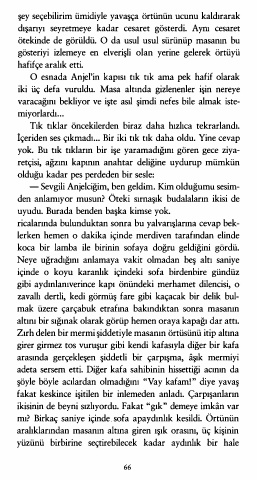 şey seçebilirim ümidiyle yavaşça örtünün ucunu kaldırarak
dışarıyı seyretmeye kadar cesaret gösterdi. Aynı cesaret
ötekinde de görüldü. O da usul usul sürünüp masanın bu
gösteriyi izlemeye en elverişli olan yerine gelerek örtüyü
hafifçe aralık etti.
O esnada Anjel'in kapısı tık tık ama pek hafif olarak
iki üç defa vuruldu. Masa altında gizlenenler işin nereye
varacağını bekliyor ve işte asıl şimdi nefes bile almak iste-
miyorlardı...
Tık tıklar öncekilerden biraz daha hızlıca tekrarlandı.
İçeriden ses çıkmadı... Bir iki tık tık daha oldu. Yine cevap
yok. Bu tık tıkların bir işe yaramadığını gören gece ziya-
retçisi, ağzını kapının anahtar deliğine uydurup mümkün
olduğu kadar pes perdeden bir sesle:
— Sevgili Anjelciğim, ben geldim. Kim olduğumu sesim-
den anlamıyor musun? Öteki sırnaşık budalaların ikisi de
uyudu. Burada benden başka kimse yok.
ricalarında bulunduktan sonra bu yalvarışlarına cevap bek-
lerken hemen o dakika içinde merdiven tarafından elinde
koca bir lamba ile birinin sofaya doğru geldiğini gördü.
Neye uğradığını anlamaya vakit olmadan beş altı saniye
içinde o koyu karanlık içindeki sofa birdenbire gündüz
gibi aydınlanıverince kapı önündeki merhamet dilencisi, o
zavallı dertli, kedi görmüş fare gibi kaçacak bir delik bul-
mak üzere çarçabuk etrafına bakındıktan sonra masanın
altını bir sığınak olarak görüp hemen oraya kapağı dar attı.
Zırh delen bir mermi şiddetiyle masanın örtüsünü itip altına
girer girmez tos vuruşur gibi kendi kafasıyla diğer bir kafa
arasında gerçekleşen şiddetli bir çarpışma, âşık mermiyi
adeta sersem etti. Diğer kafa sahibinin hissettiği acının da
şöyle böyle acılardan olmadığını "Vay kafam!" diye yavaş
fakat keskince işitilen bir inlemeden anladı. Çarpışanların
ikisinin de beyni sızlıyordu. Fakat "gık" demeye imkân var
mı? Birkaç saniye içinde sofa apaydınlık kesildi. Örtünün
aralıklarından masanın altına giren ışık orasını, üç kişinin
yüzünü birbirine seçtirebilecek kadar aydınlık bir hale
66